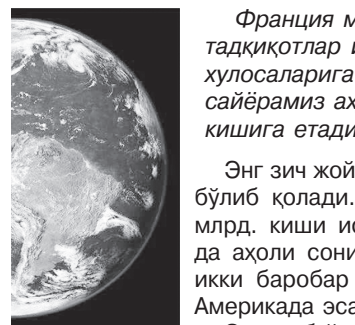 Франция м
тадқиқотлар и
хулосаларига
сайёрамиз ах
кишига етади
Энг зич жой
бўлиб қолади.
млрд. киши ис
да аҳоли сони
икки баробар
Америкада эса